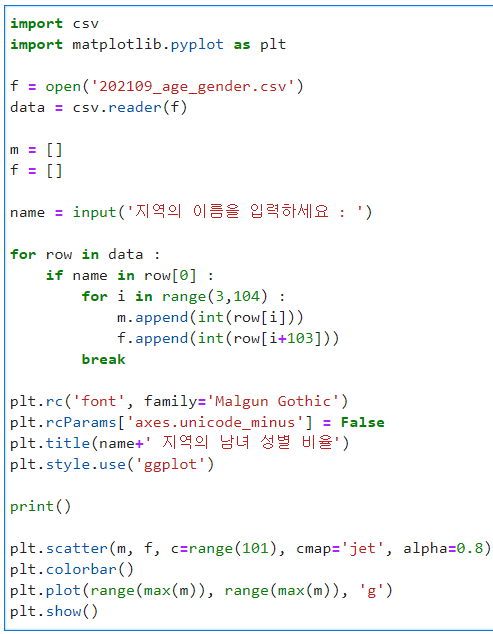 import csv
import matplotlib.pyplot as plt

f = open('202109_age_gender.csv')
data = csv.reader(f)

m = []
f = []

name = input('지역의 이름을 입력하세요 : ')

for row in data :
    if name in row[0] :
        for i in range(3,104) :
            m.append(int(row[i]))
            f.append(int(row[i+103]))
        break

plt.rc('font', family='Malgun Gothic')
plt.rcParams['axes.unicode_minus'] = False
plt.title(name+' 지역의 남녀 성별 비율')
plt.style.use('ggplot')

print()

plt.scatter(m, f, c=range(101), cmap='jet', alpha=0.8)
plt.colorbar()
plt.plot(range(max(m)), range(max(m)), 'g')
plt.show()